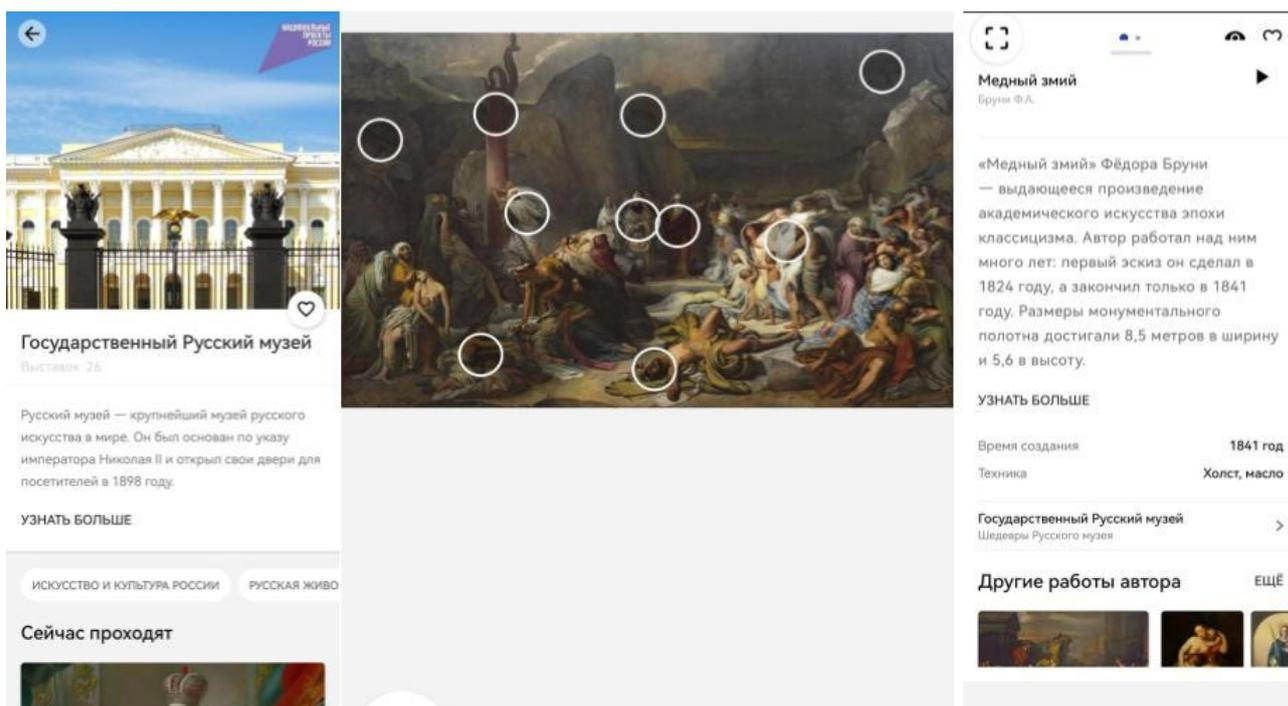 НАЦИОНАЛЬНЫЕ
ПРОЕКТЫ
РОССИИ
Государственный Русский музей
Выставок: 26
Русский музей — крупнейший музей русского
искусства в мире. Он был основан по указу
императора Николая II и открыл свои двери для
посетителей в 1898 году.
УЗНАТЬ БОЛЬШЕ
ИСКУССТВО И КУЛЬТУРА РОССИИ
РУССКАЯ ЖИВО
Сейчас проходят
Медный змий
Бруни Ф.А.
«Медный змий» Фёдора Бруни
— выдающееся произведение
академического искусства эпохи
классицизма. Автор работал над ним
много лет: первый эскиз он сделал в
1824 году, а закончил только в 1841
году. Размеры монументального
полотна достигали 8,5 метров в ширину
и 5,6 в высоту.
УЗНАТЬ БОЛЬШЕ
Время создания 1841 год
Техника Холст, масло
Государственный Русский музей
Шедевры Русского музея
Другие работы автора ЕЩЁ